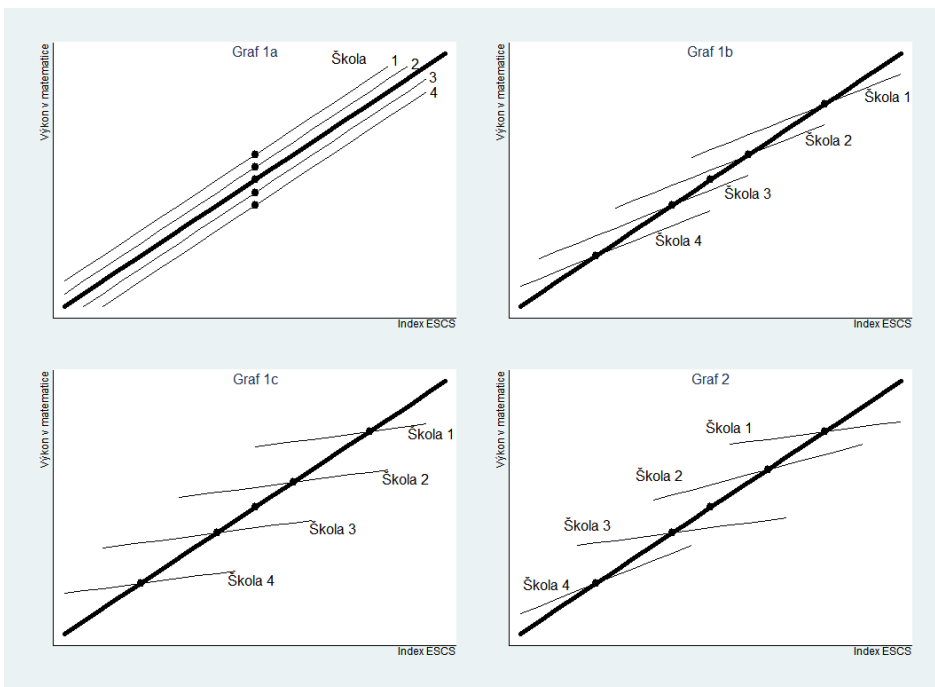 Graf 1a
Výkon v matematice
Škola 1 2 3 4
Index ESCS
Graf 1b
Výkon v matematice
Škola 1
Škola 2
Škola 3
Škola 4
Index ESCS
Graf 1c
Výkon v matematice
Škola 1
Škola 2
Škola 3
Škola 4
Index ESCS
Graf 2
Výkon v matematice
Škola 1
Škola 2
Škola 3
Škola 4
Index ESCS